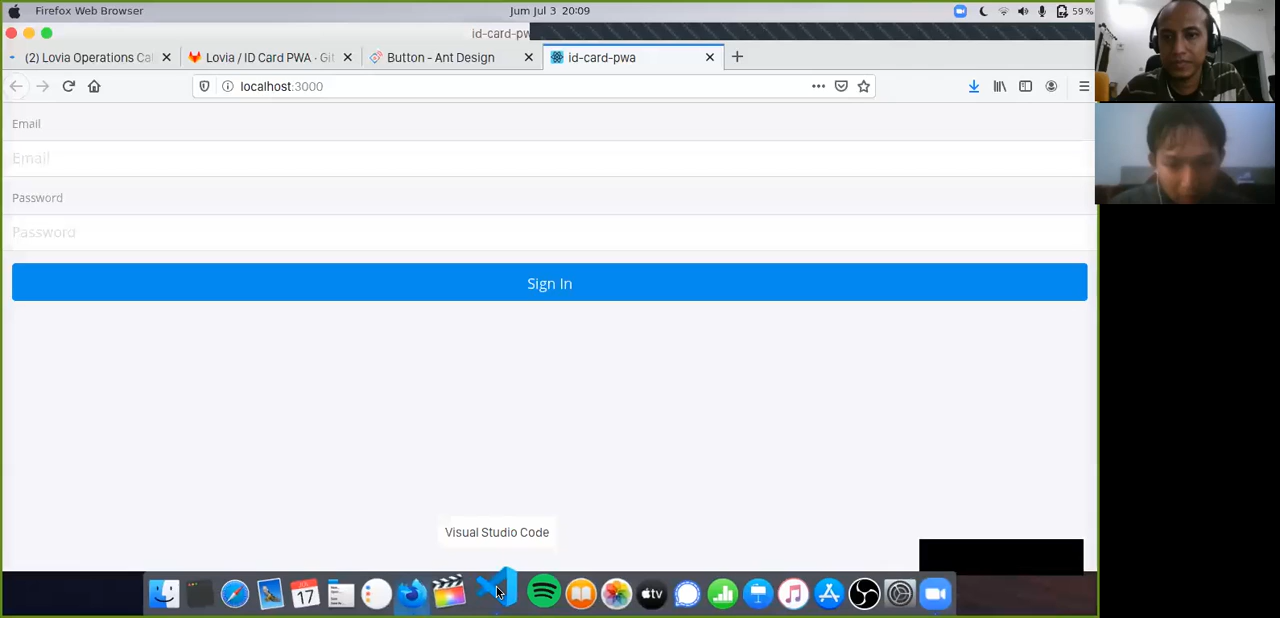 Firefox Web Browser
Jum Jul 3 20:09
59%
id-card-pw
(2) Lovia Operations Cal
Lovia / ID Card PWA · Git
Button - Ant Design
id-card-pwa
localhost:3000
Email
Email
Password
Password
Sign In
Visual Studio Code
17
tv